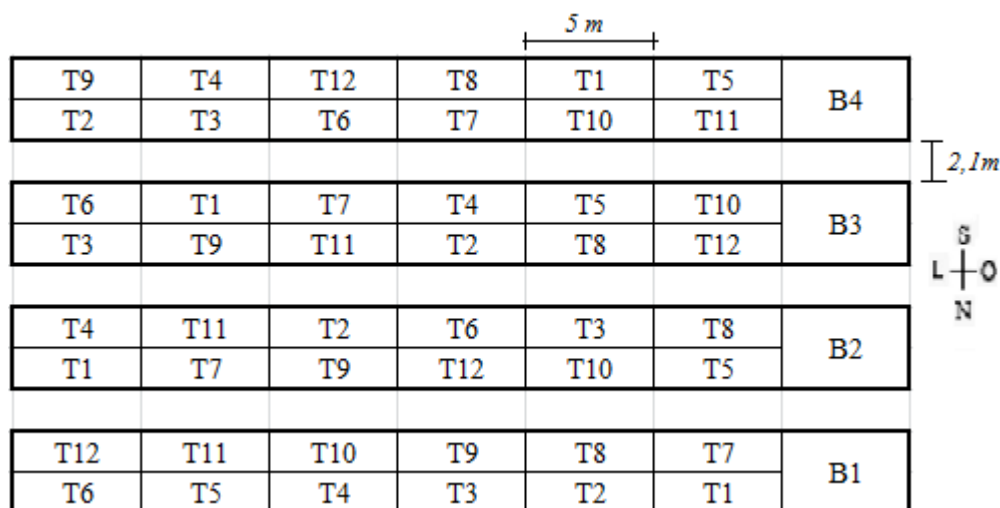 5 m
T9 T4 T12 T8 T1 T5 B4
T2 T3 T6 T7 T10 T11
2,1m
T6 T1 T7 T4 T5 T10 B3
T3 T9 T11 T2 T8 T12
S
L O
N
T4 T11 T2 T6 T3 T8 B2
T1 T7 T9 T12 T10 T5
T12 T11 T10 T9 T8 T7 B1
T6 T5 T4 T3 T2 T1